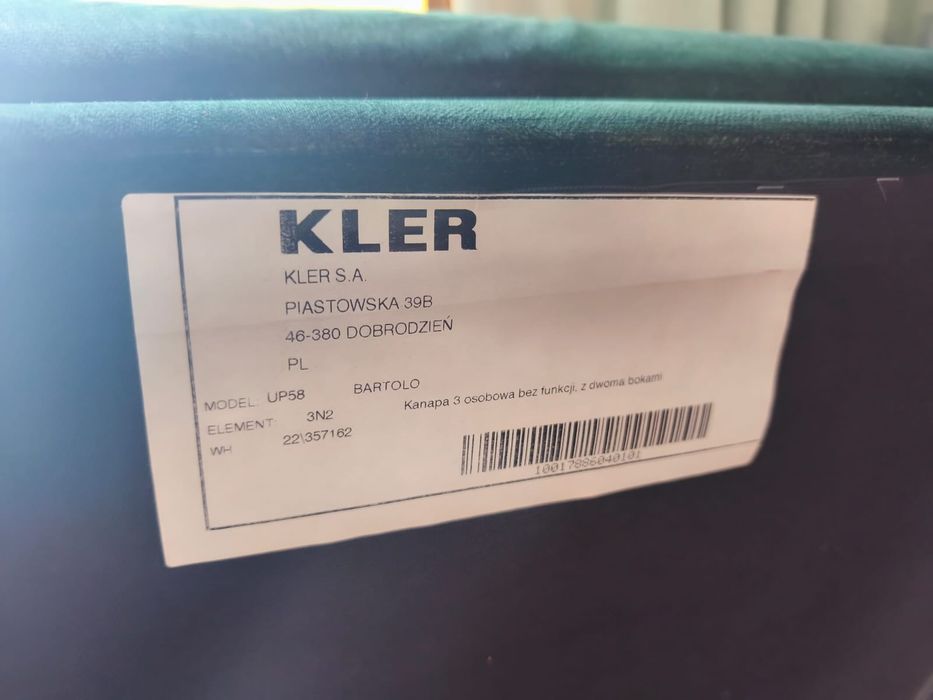 KLER
KLER S.A.
PIASTOWSKA 39B
46-380 DOBRODZIEŃ
PL
MODEL: UP58 BARTOLO
ELEMENT: 3N2 Kanapa 3 osobowa bez funkcji, z dwoma bokami
WH 22\357162
10017886040101